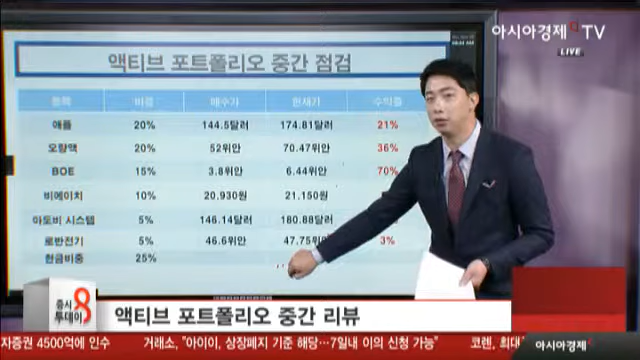 아시아경제 TV
LIVE
액티브 포트폴리오 중간 점검
종목 비중 매수가 현재가 수익률
애플 20% 144.5달러 174.81달러 21%
오량액 20% 52위안 70.47위안 36%
BOE 15% 3.8위안 6.44위안 70%
비에이치 10% 20.930원 21.150원
아도비 시스템 5% 146.14달러 180.88달러
로반전기 5% 46.6위안 47.75위안 3%
현금비중 25%
증시
투데이 8
액티브 포트폴리오 중간 리뷰
자증권 4500억에 인수 거래소, "아이이, 상장폐지 기준 해당…7일내 이의 신청 가능" 코렌, 최대 아시아경제 TV